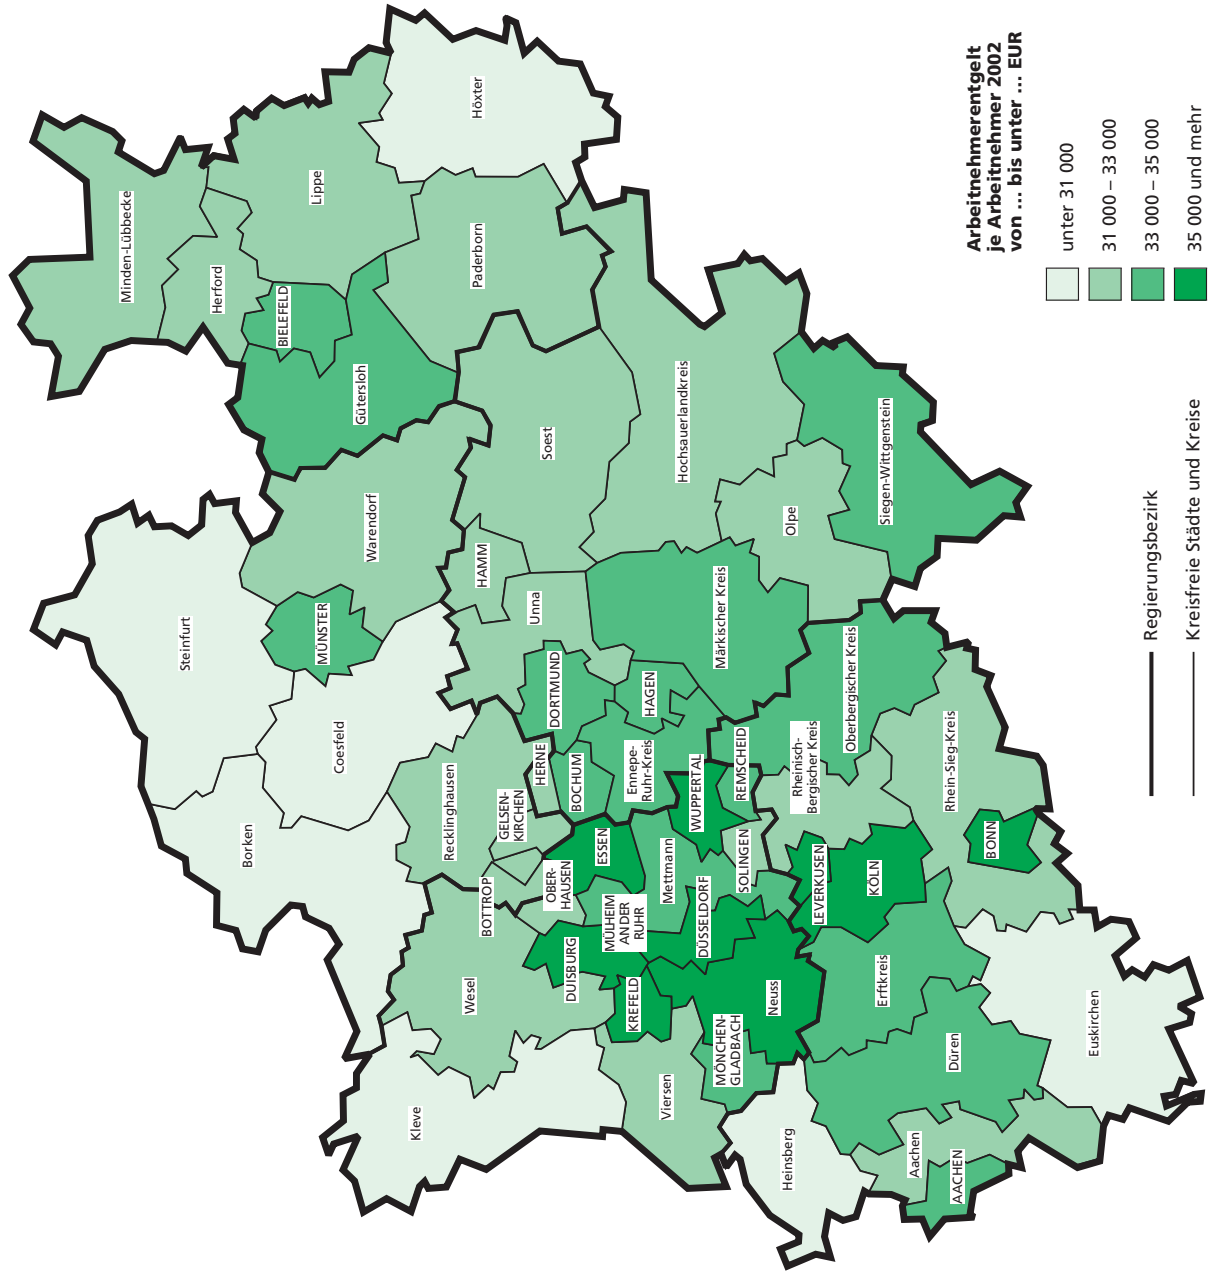 Minden-Lübbecke
Herford
BIELEFELD
Lippe
Höxter
Gütersloh
Paderborn
Steinfurt
MÜNSTER
Warendorf
Borken
Coesfeld
Recklinghausen
HAMM
Soest
Unna
Hochsauerlandkreis
Kleve
Wesel
BOTTROP
GELSEN-
KIRCHEN
HERNE
DORTMUND
BOCHUM
OBER-
HAUSEN
ESSEN
DUISBURG
MÜLHEIM
AN DER
RUHR
Ennepe-
Ruhr-Kreis
HAGEN
Märkischer Kreis
Olpe
Siegen-Wittgenstein
KREFELD
Viersen
Mettmann
WUPPERTAL
REMSCHEID
SOLINGEN
DÜSSELDORF
MÖNCHEN-
GLADBACH
Neuss
Heinsberg
LEVERKUSEN
Rheinisch-
Bergischer Kreis
Oberbergischer Kreis
KÖLN
Erftkreis
Düren
Aachen
AACHEN
Rhein-Sieg-Kreis
BONN
Euskirchen
Arbeitnehmerentgelt
je Arbeitnehmer 2002
von ... bis unter ... EUR
unter 31 000
31 000 – 33 000
33 000 – 35 000
35 000 und mehr
Regierungsbezirk
Kreisfreie Städte und Kreise